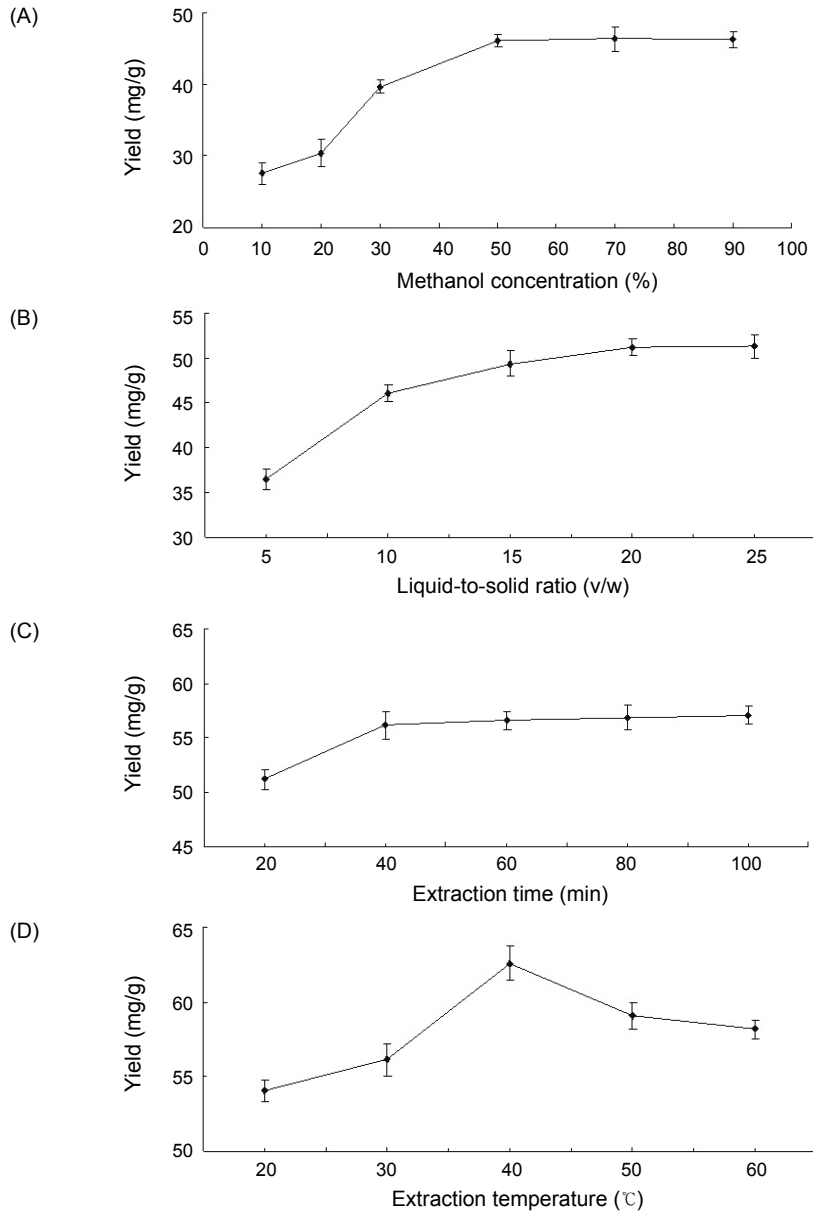 (A)
Yield (mg/g)
50
40
30
20
0 10 20 30 40 50 60 70 80 90 100
Methanol concentration (%)
(B)
Yield (mg/g)
55
50
45
40
35
30
5 10 15 20 25
Liquid-to-solid ratio (v/w)
(C)
Yield (mg/g)
65
60
55
50
45
20 40 60 80 100
Extraction time (min)
(D)
Yield (mg/g)
65
60
55
50
20 30 40 50 60
Extraction temperature (℃)